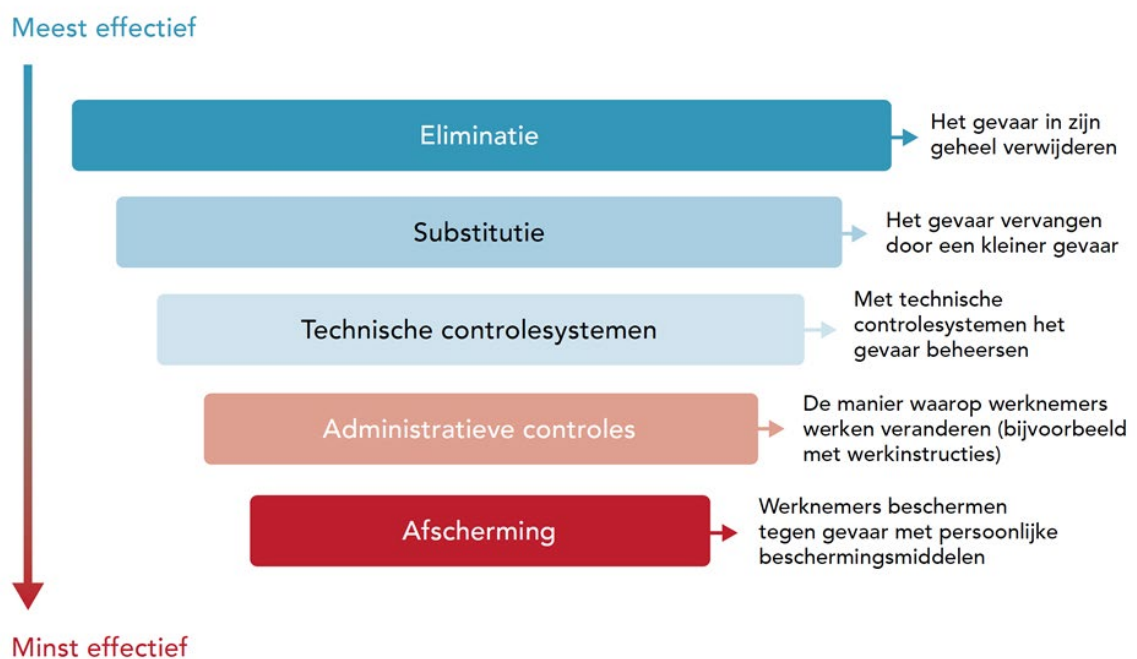 Meest effectief
Eliminatie
Het gevaar in zijn
geheel verwijderen
Substitutie
Het gevaar vervangen
door een kleiner gevaar
Technische controlesystemen
Met technische
controlesystemen het
gevaar beheersen
Administratieve controles
De manier waarop werknemers
werken veranderen (bijvoorbeeld
met werkinstructies)
Afscherming
Werknemers beschermen
tegen gevaar met persoonlijke
beschermingsmiddelen
Minst effectief